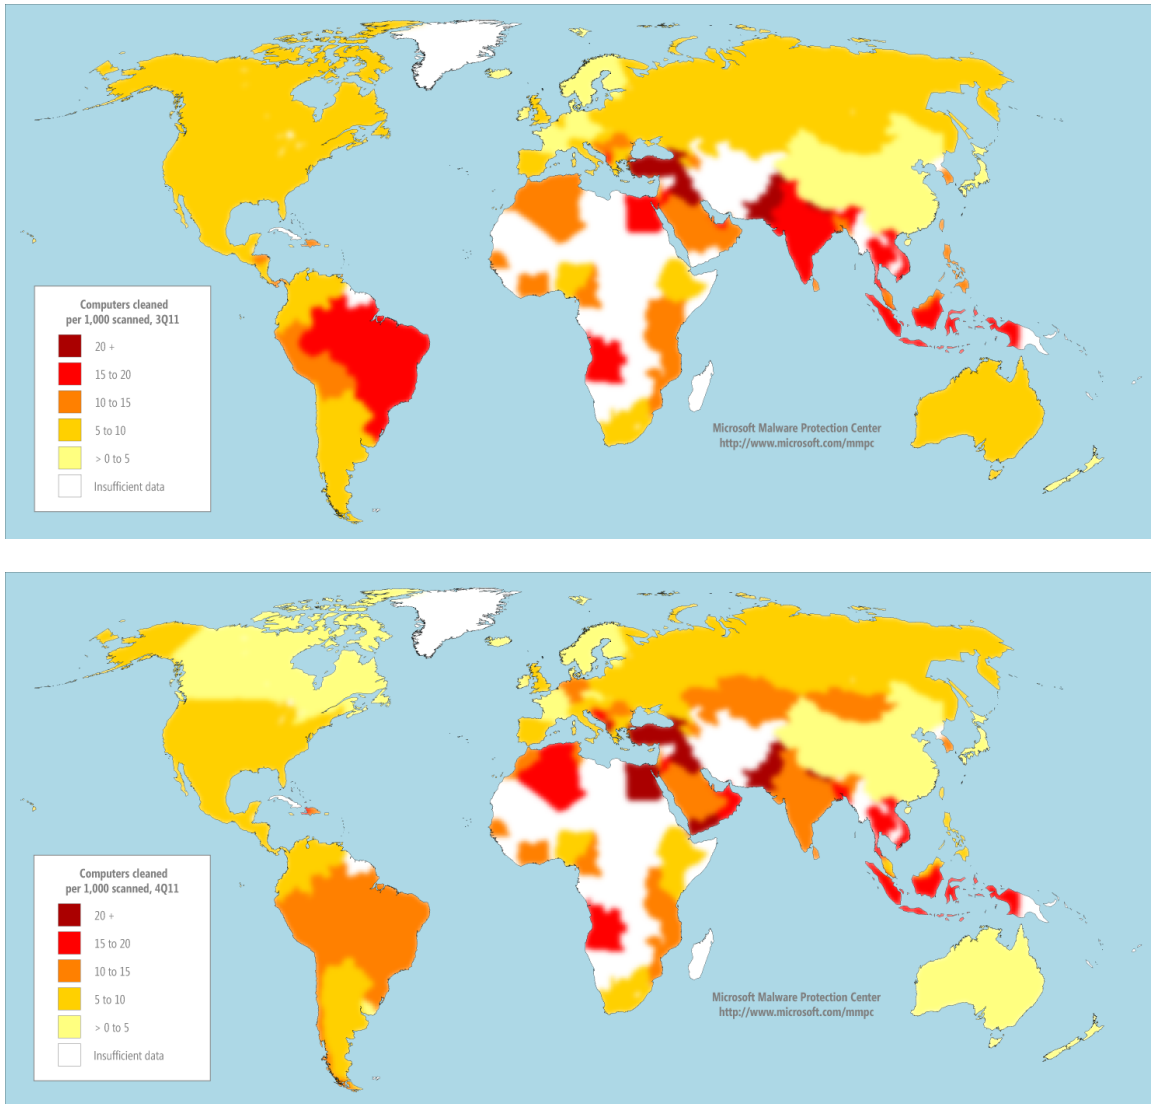 Computers cleaned
per 1,000 scanned, 3Q11
20 +
15 to 20
10 to 15
5 to 10
> 0 to 5
Insufficient data
Microsoft Malware Protection Center
http://www.microsoft.com/mmpc
Computers cleaned
per 1,000 scanned, 4Q11
20 +
15 to 20
10 to 15
5 to 10
> 0 to 5
Insufficient data
Microsoft Malware Protection Center
http://www.microsoft.com/mmpc